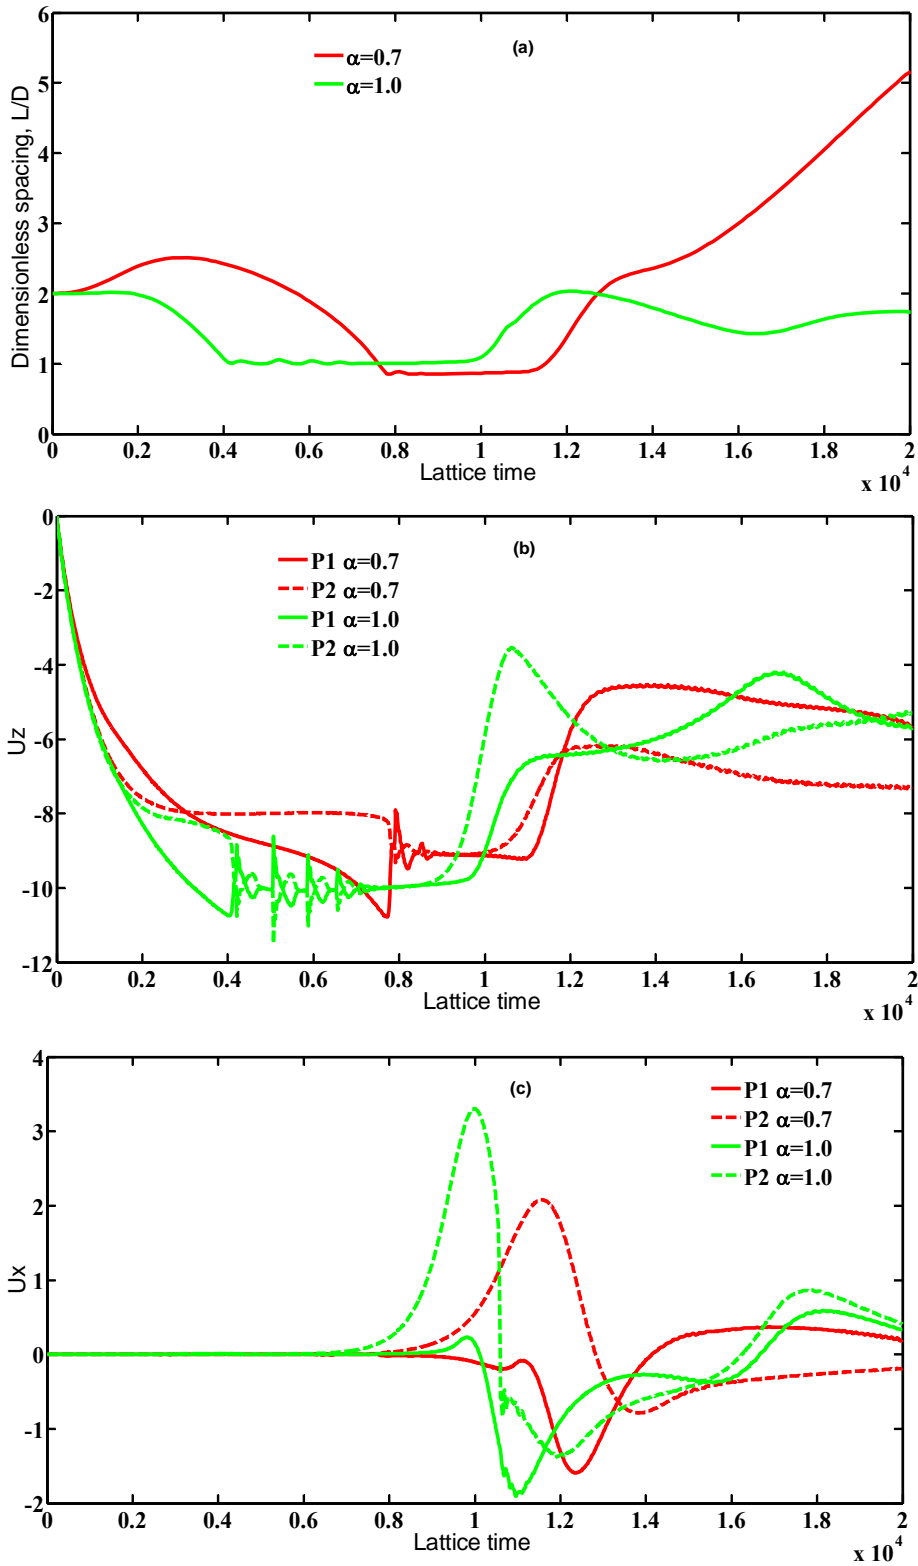 (a)
α=0.7
α=1.0
Dimensionless spacing, L/D
6
5
4
3
2
1
0
0 0.2 0.4 0.6 0.8 1 1.2 1.4 1.6 1.8 2
Lattice time
x 10^4
(b)
P1 α=0.7
P2 α=0.7
P1 α=1.0
P2 α=1.0
Uz
0
-2
-4
-6
-8
-10
-12
0 0.2 0.4 0.6 0.8 1 1.2 1.4 1.6 1.8 2
Lattice time
x 10^4
(c)
P1 α=0.7
P2 α=0.7
P1 α=1.0
P2 α=1.0
Ux
4
3
2
1
0
-1
-2
0 0.2 0.4 0.6 0.8 1 1.2 1.4 1.6 1.8 2
Lattice time
x 10^4